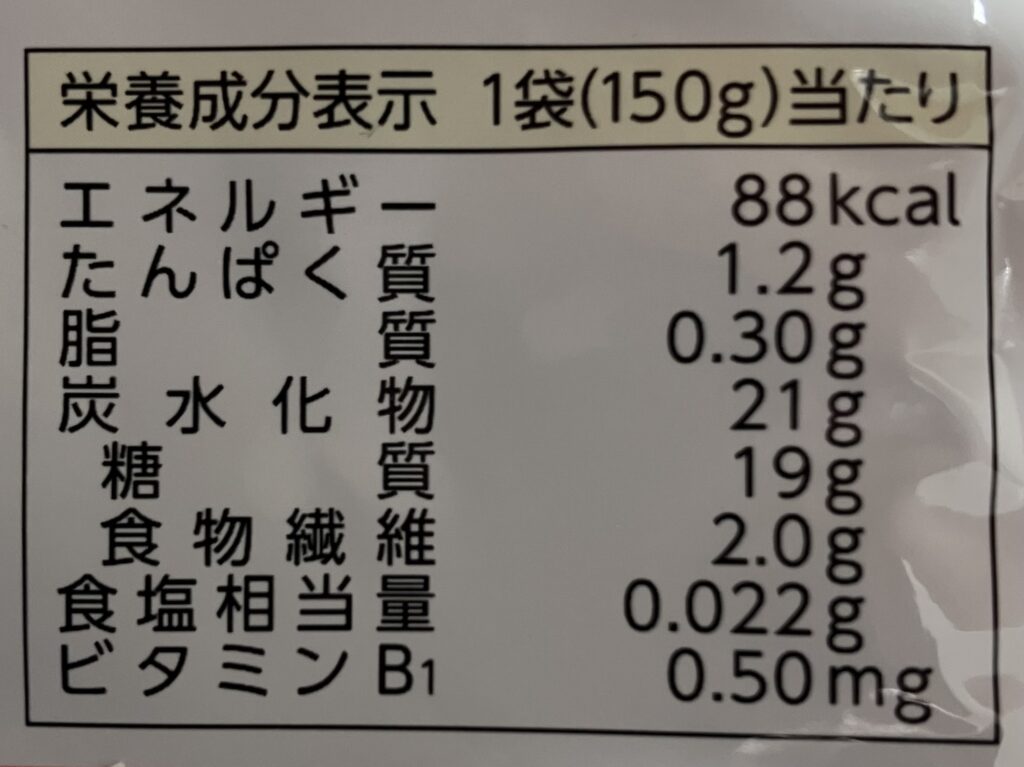 栄養成分表示 1袋(150g)当たり
エネルギー 88kcal
たんぱく質 1.2g
脂質 0.30g
炭水化物 21g
糖質 19g
食物繊維 2.0g
食塩相当量 0.022g
ビタミンB1 0.50mg